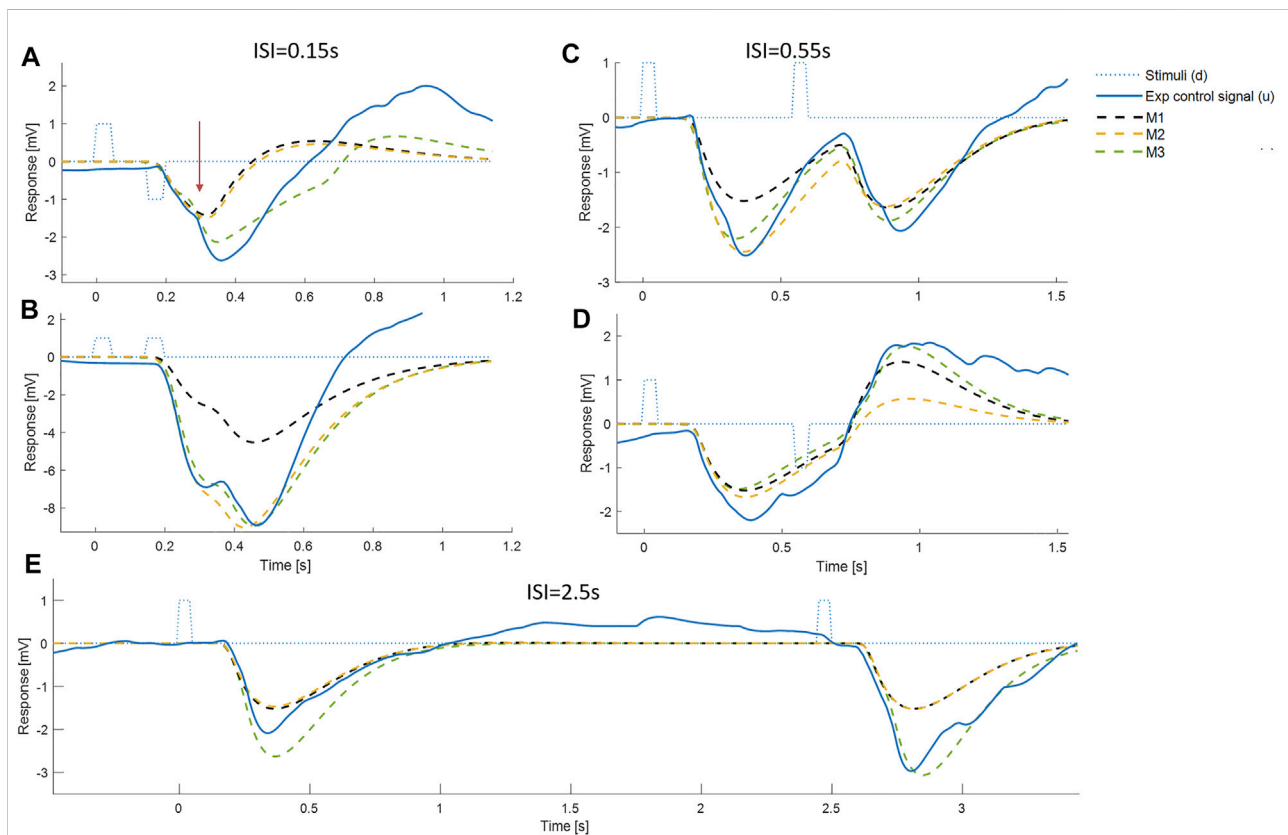 A
ISI=0.15s
Response [mV]
2
1
0
-1
-2
-3
0
0.2
0.4
0.6
0.8
1
1.2
B
Response [mV]
2
0
-2
-4
-6
-8
0
0.2
0.4
0.6
0.8
1
1.2
Time [s]
C
ISI=0.55s
Response [mV]
1
0
-1
-2
-3
0
0.5
1
1.5
D
Response [mV]
2
1
0
-1
-2
0
0.5
1
1.5
Time [s]
Stimuli (d)
Exp control signal (u)
M1
M2
M3
E
ISI=2.5s
Response [mV]
1
0
-1
-2
-3
0
0.5
1
1.5
2
2.5
3
Time [s]